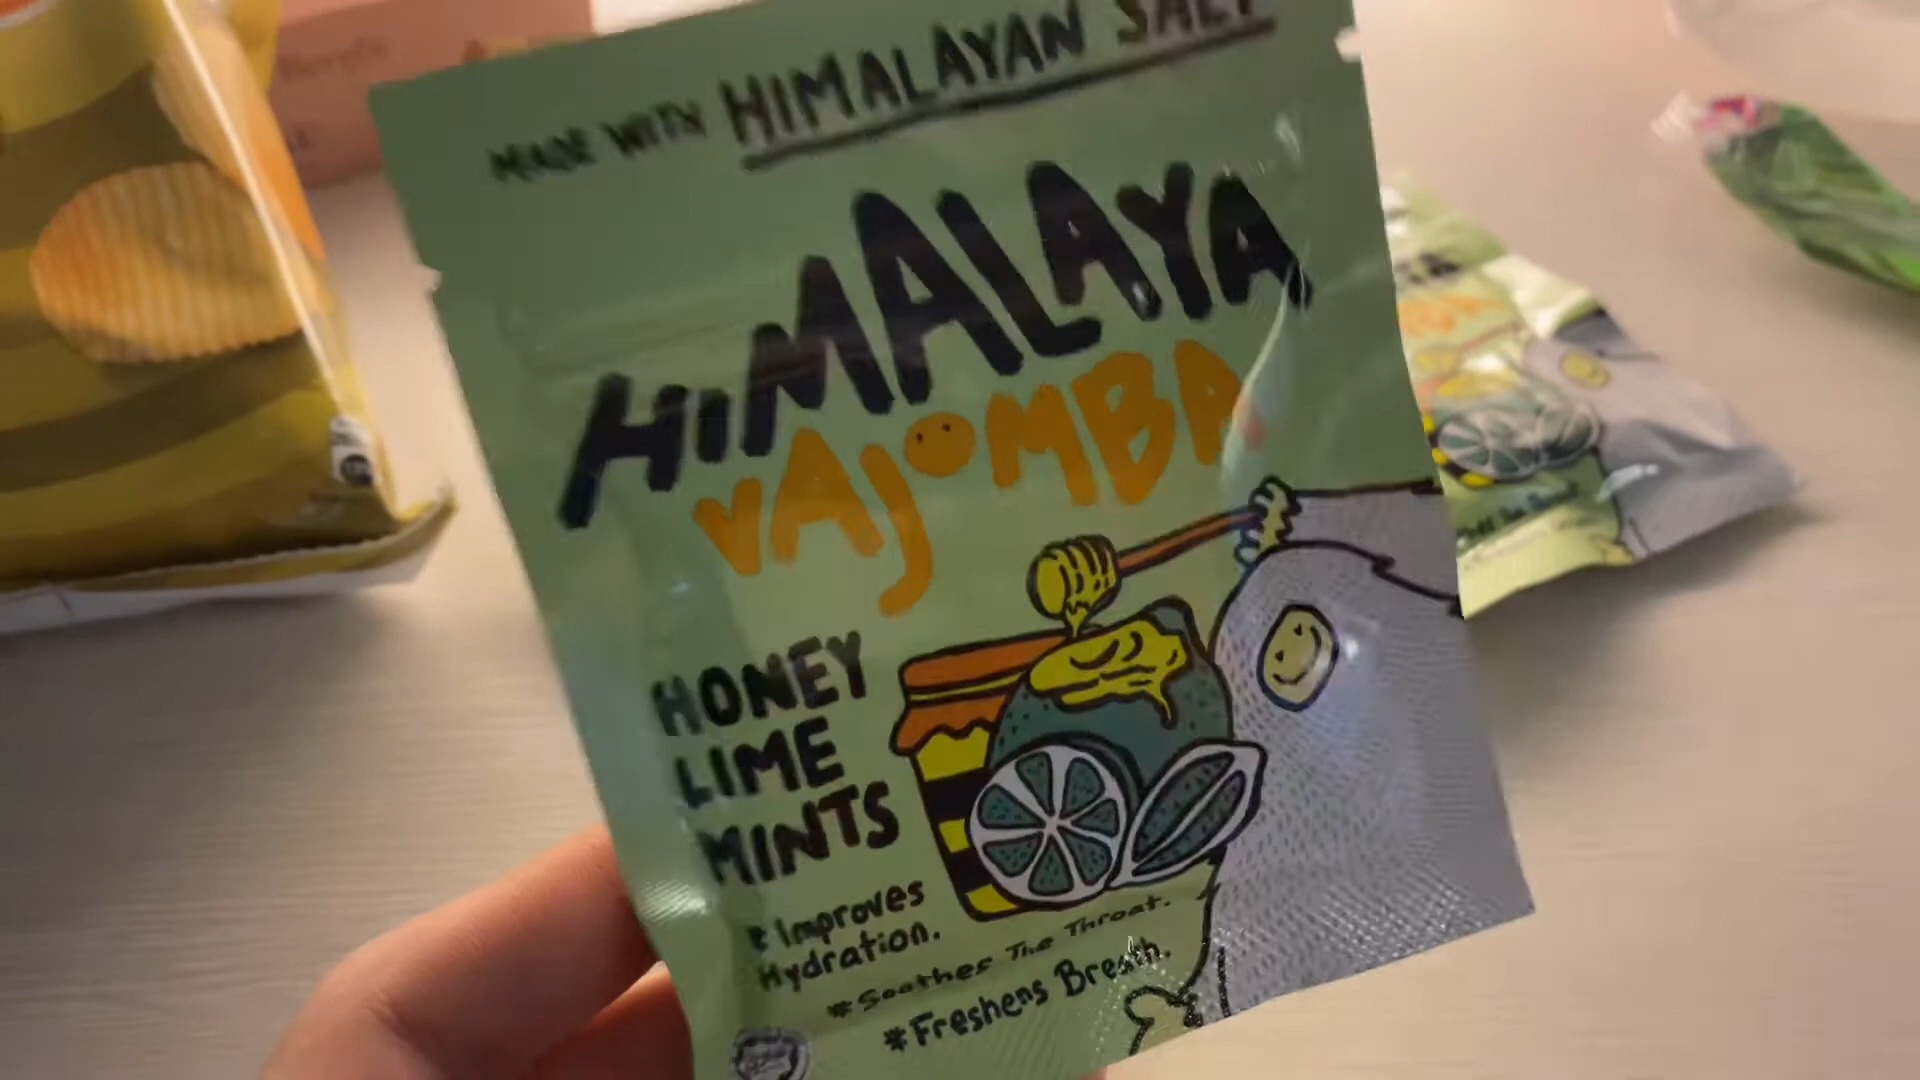 MADE WITH HIMALAYAN SALT
HIMALAYA
VAJOMBA
HONEY
LIME
MINTS
* Improves
Hydration.
*Soothes The Throat.
*Freshens Breath.